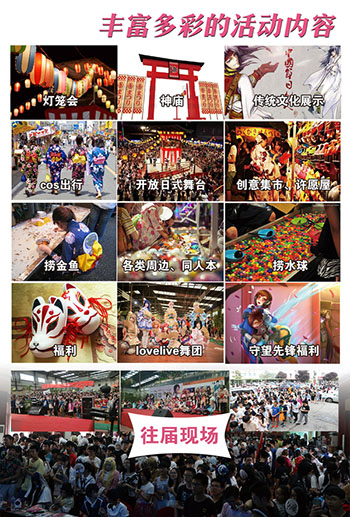 丰富多彩的活动内容
灯笼会
神庙
传统文化展示
cos出行
开放日式舞台
创意集市、许愿屋
捞金鱼
各类周边、同人本
捞水球
福利
lovelive舞团
守望先锋福利
往届现场